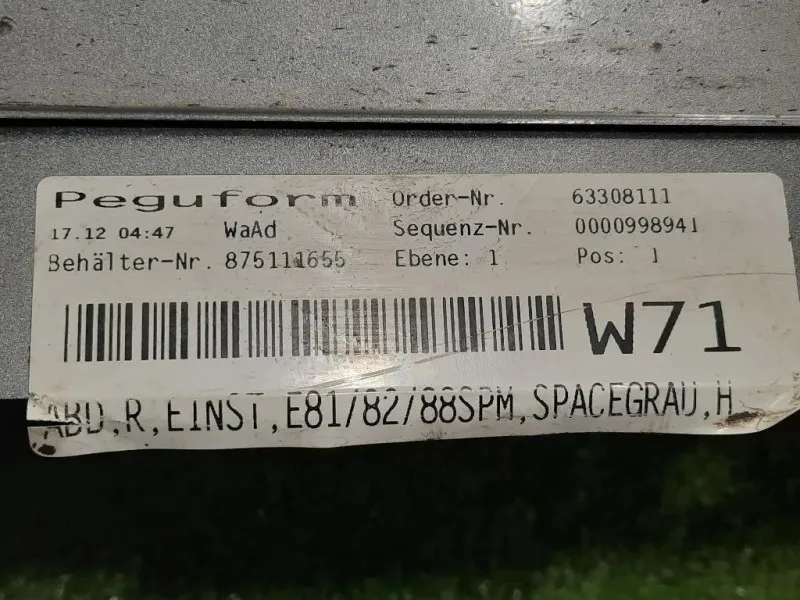 Peguform Order-Nr. 63308111
17.12 04:47 WaAd Sequenz-Nr. 0000998941
Behälter-Nr. 875111655 Ebene: 1 Pos: 1
W71
ABD,R,EINST,E81/82/88SPM,SPACEGRAU,H